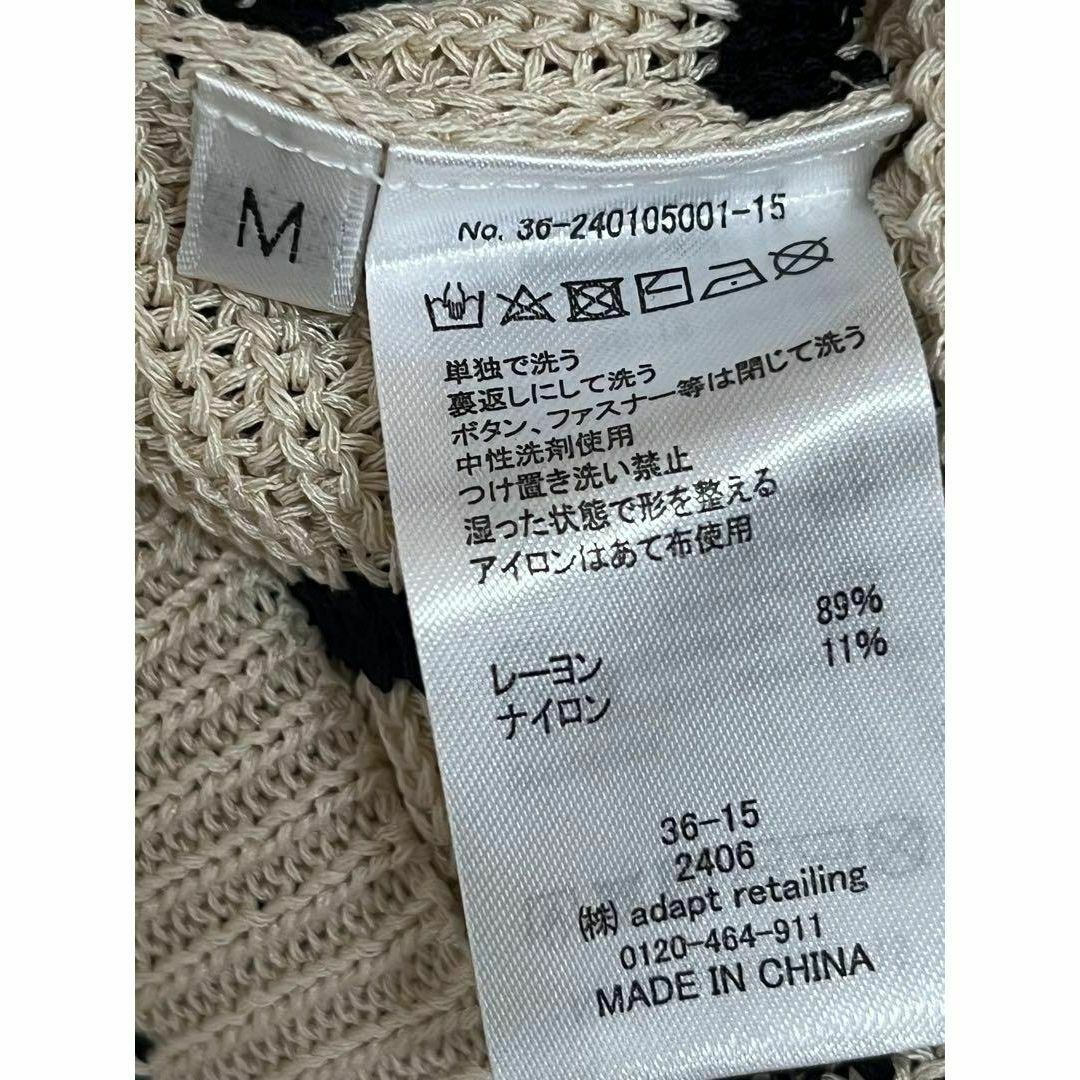 M
No. 36-240105001-15
単独で洗う
裏返しにして洗う
ボタン、ファスナー等は閉じて洗う
中性洗剤使用
つけ置き洗い禁止
湿った状態で形を整える
アイロンはあて布使用
レーヨン 89%
ナイロン 11%
36-15
2406
(株) adapt retailing
0120-464-911
MADE IN CHINA